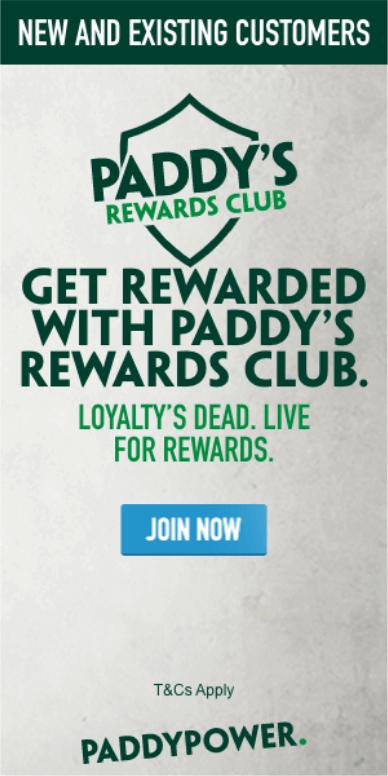 NEW AND EXISTING CUSTOMERS
PADDY'S
REWARDS CLUB
GET REWARDED
WITH PADDY'S
REWARDS CLUB.
LOYALTY'S DEAD. LIVE
FOR REWARDS.
JOIN NOW
T&Cs Apply
PADDYPOWER.